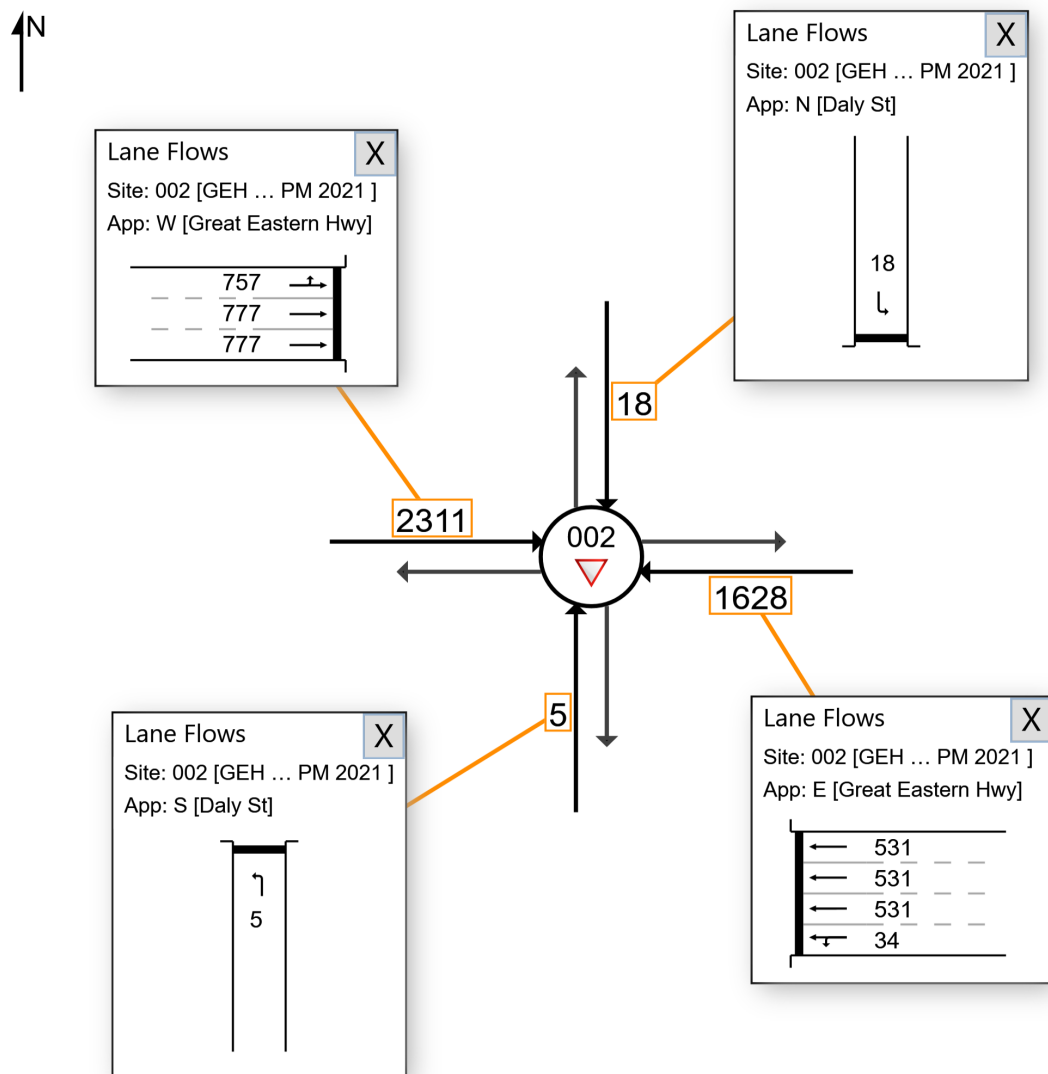 N
Lane Flows
X
Site: 002 [GEH ... PM 2021 ]
App: N [Daly St]
18
Lane Flows
X
Site: 002 [GEH ... PM 2021 ]
App: W [Great Eastern Hwy]
757
777
777
18
2311
002
1628
5
Lane Flows
X
Site: 002 [GEH ... PM 2021 ]
App: S [Daly St]
5
Lane Flows
X
Site: 002 [GEH ... PM 2021 ]
App: E [Great Eastern Hwy]
531
531
531
34